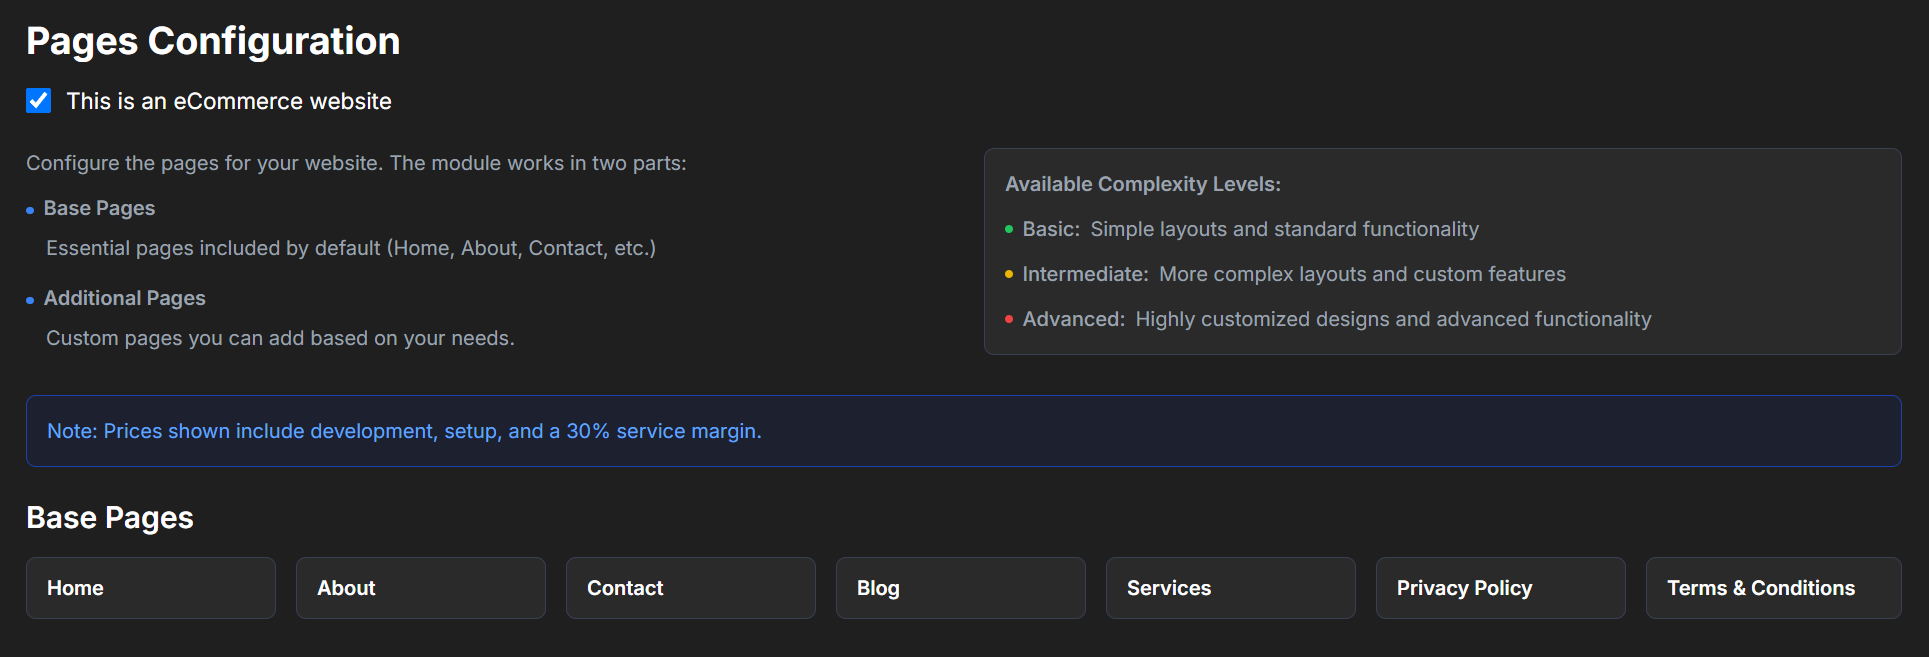 Pages Configuration
This is an eCommerce website
Configure the pages for your website. The module works in two parts:
Base Pages
Essential pages included by default (Home, About, Contact, etc.)
Additional Pages
Custom pages you can add based on your needs.
Available Complexity Levels:
Basic: Simple layouts and standard functionality
Intermediate: More complex layouts and custom features
Advanced: Highly customized designs and advanced functionality
Note: Prices shown include development, setup, and a 30% service margin.
Base Pages
Home
About
Contact
Blog
Services
Privacy Policy
Terms & Conditions